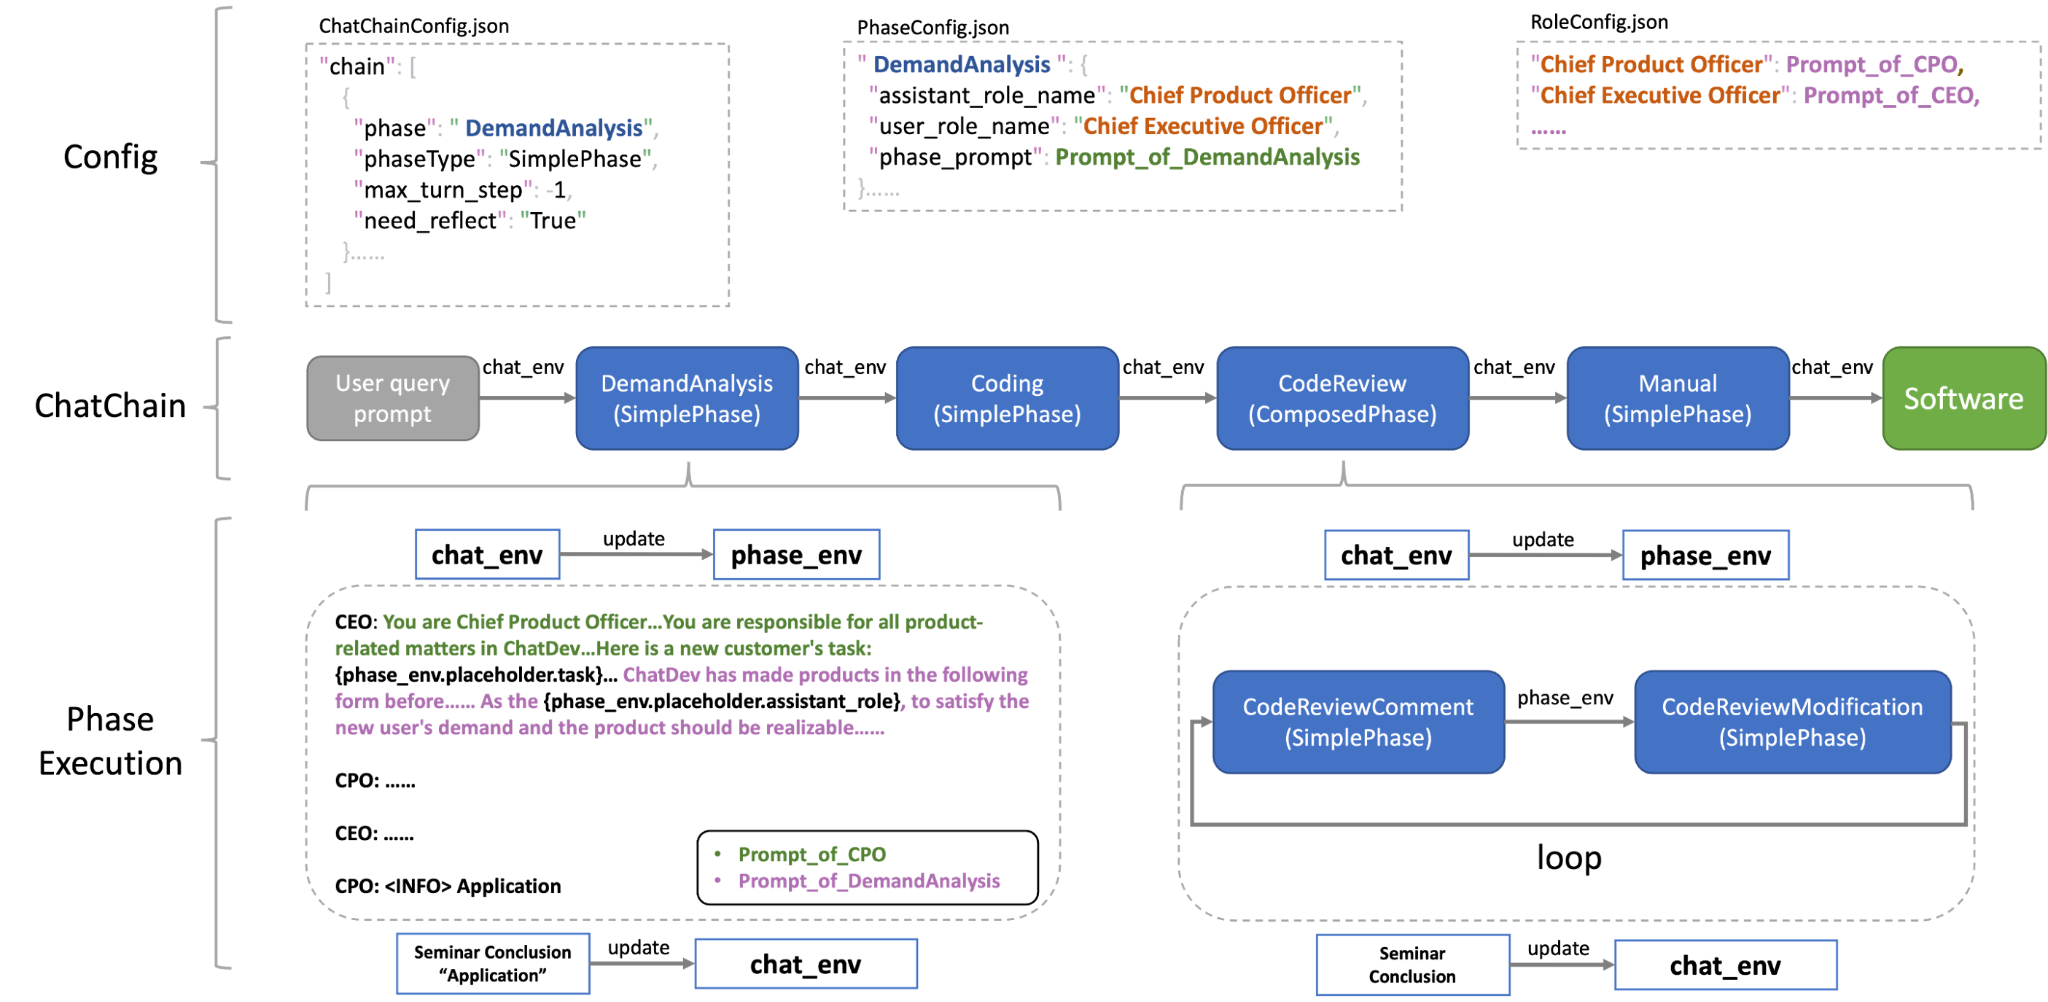 Config
ChatChainConfig.json
"chain": [
{
"phase": " DemandAnalysis",
"phaseType": "SimplePhase",
"max_turn_step": -1,
"need_reflect": "True"
}......
]
PhaseConfig.json
" DemandAnalysis ": {
"assistant_role_name": "Chief Product Officer",
"user_role_name": "Chief Executive Officer",
"phase_prompt": Prompt_of_DemandAnalysis
}......
RoleConfig.json
"Chief Product Officer": Prompt_of_CPO,
"Chief Executive Officer": Prompt_of_CEO,
......
ChatChain
User query
prompt
chat_env
DemandAnalysis
(SimplePhase)
chat_env
Coding
(SimplePhase)
chat_env
CodeReview
(ComposedPhase)
chat_env
Manual
(SimplePhase)
chat_env
Software
Phase
Execution
chat_env
update
phase_env
CEO: You are Chief Product Officer...You are responsible for all product-
related matters in ChatDev...Here is a new customer's task:
{phase_env.placeholder.task}... ChatDev has made products in the following
form before...... As the {phase_env.placeholder.assistant_role}, to satisfy the
new user's demand and the product should be realizable......
CPO: ......
CEO: ......
CPO: <INFO> Application
• Prompt_of_CPO
• Prompt_of_DemandAnalysis
Seminar Conclusion
“Application”
update
chat_env
chat_env
update
phase_env
CodeReviewComment
(SimplePhase)
phase_env
CodeReviewModification
(SimplePhase)
loop
Seminar
Conclusion
update
chat_env